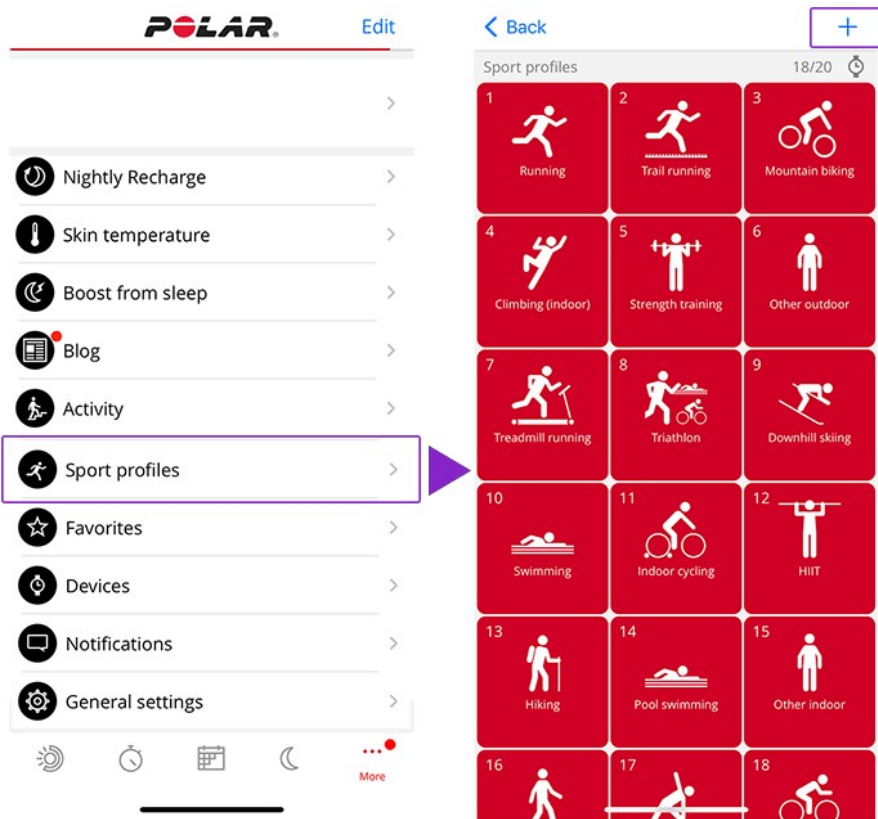 POLAR.
Edit
Nightly Recharge
Skin temperature
Boost from sleep
Blog
Activity
Sport profiles
Favorites
Devices
Notifications
General settings
More
Back
Sport profiles 18/20
1 2 3
Running Trail running Mountain biking
4 5 6
Climbing (indoor) Strength training Other outdoor
7 8 9
Treadmill running Triathlon Downhill skiing
10 11 12
Swimming Indoor cycling HIIT
13 14 15
Hiking Pool swimming Other indoor
16 17 18